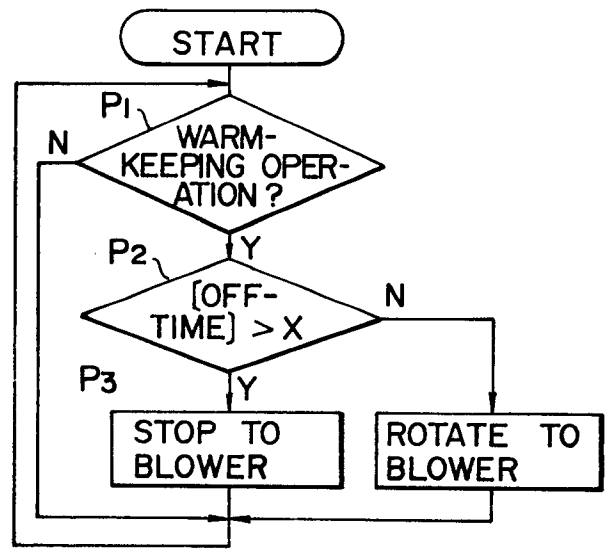 START
P1
N
WARM-
KEEPING OPER-
ATION?
Y
P2
[OFF-
TIME] > X
N
P3
Y
STOP TO
BLOWER
ROTATE TO
BLOWER